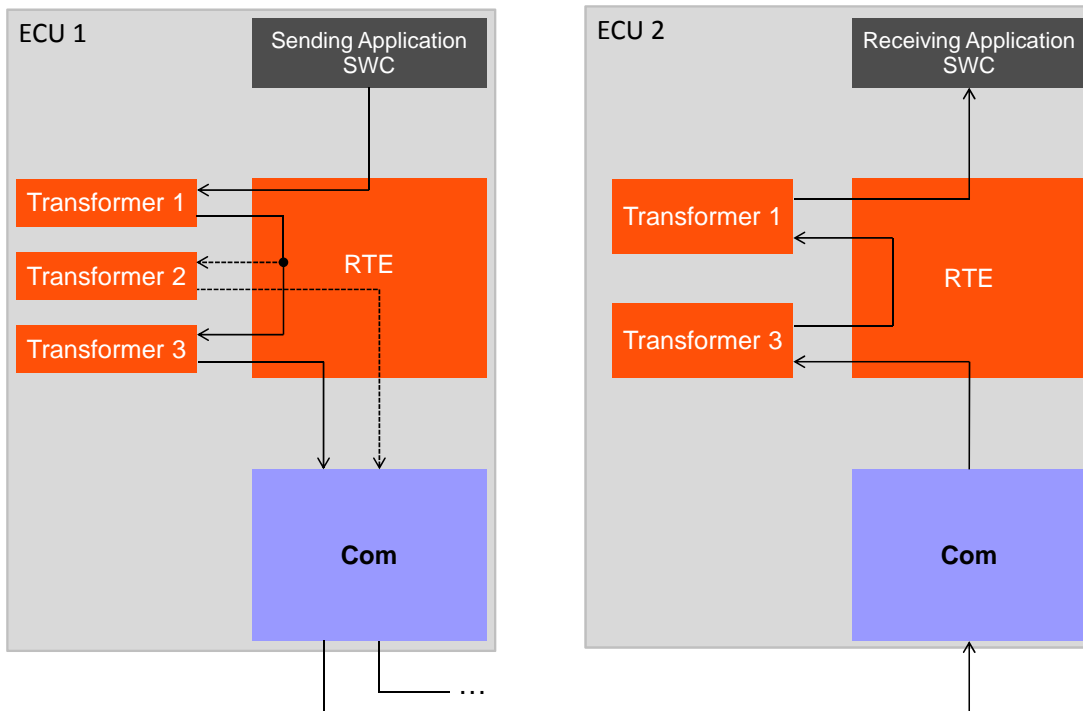 ECU 1
Sending Application
SWC
Transformer 1
Transformer 2
Transformer 3
RTE
Com
...
ECU 2
Receiving Application
SWC
Transformer 1
Transformer 3
RTE
Com